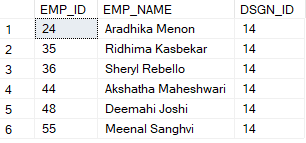 EMP_ID EMP_NAME DSGN_ID
1 24 Aradhika Menon 14
2 35 Ridhima Kasbekar 14
3 36 Sheryl Rebello 14
4 44 Akshatha Maheshwari 14
5 48 Deemahi Joshi 14
6 55 Meenal Sanghvi 14